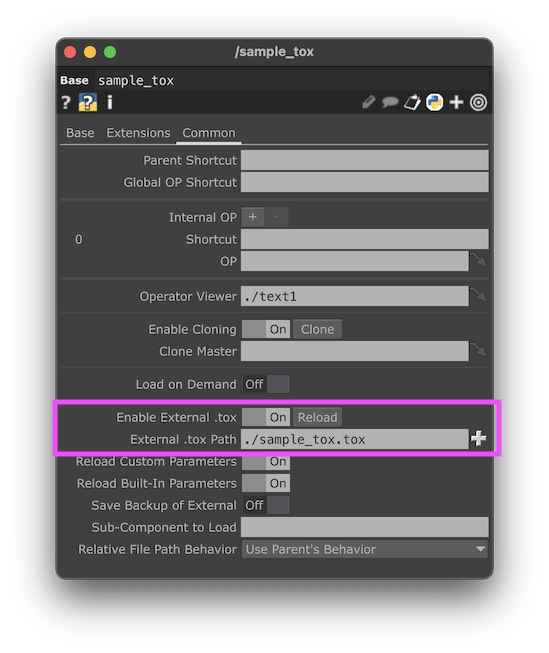 /sample_tox
Base sample_tox
? ? i
Base Extensions Common
Parent Shortcut
Global OP Shortcut
Internal OP + -
0 Shortcut
OP
Operator Viewer ./text1
Enable Cloning On Clone
Clone Master
Load on Demand Off
Enable External .tox On Reload
External .tox Path ./sample_tox.tox
Reload Custom Parameters On
Reload Built-In Parameters On
Save Backup of External Off
Sub-Component to Load
Relative File Path Behavior Use Parent's Behavior